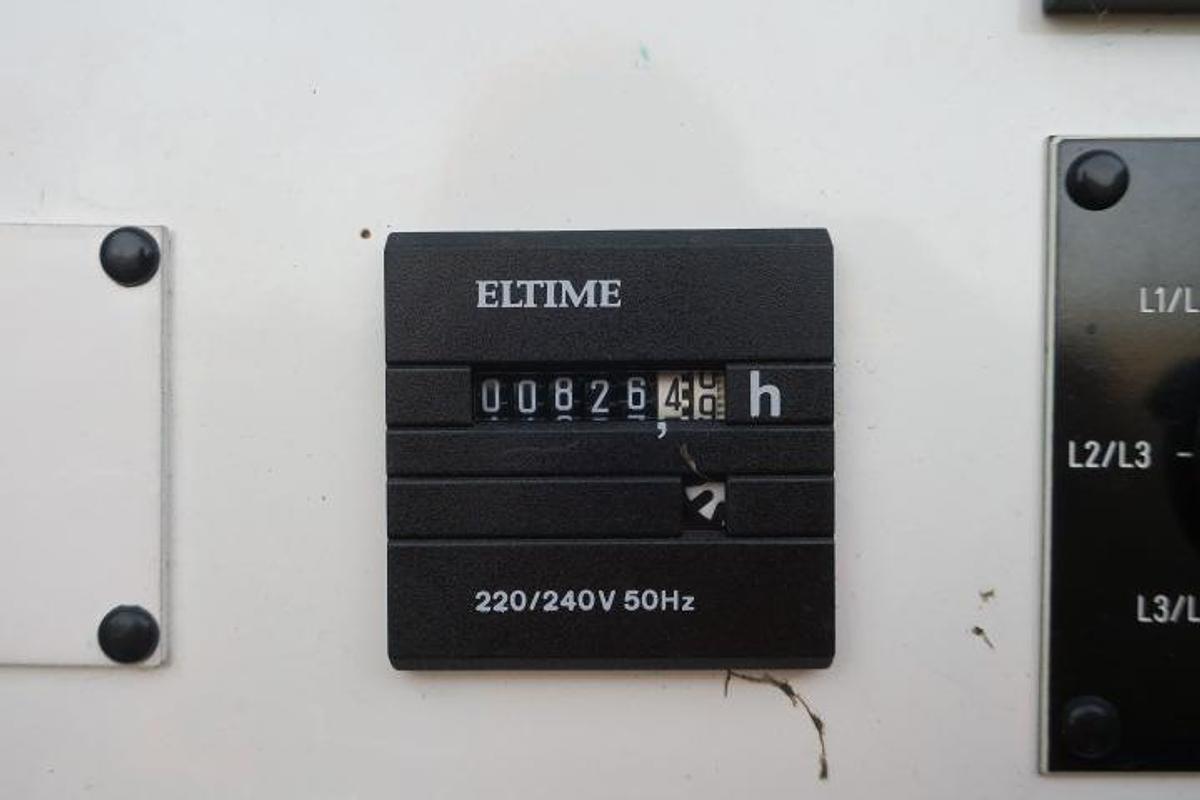 ELTIME
00826,4 h
L1/L
L2/L3 -
220/240V 50Hz
L3/L